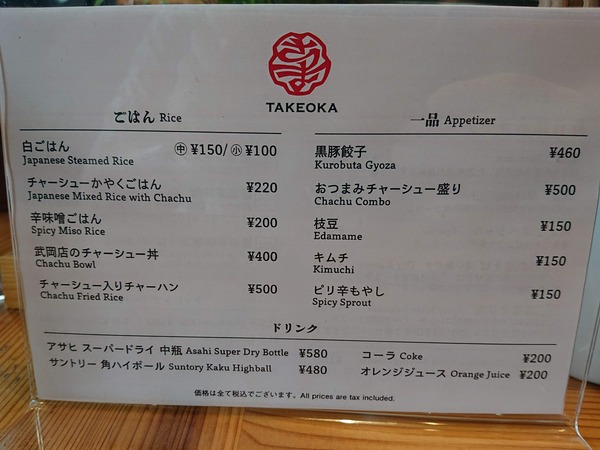 TAKEOKA
ごはん Rice
白ごはん ㊥ ¥150/ ㊙小 ¥100
Japanese Steamed Rice
チャーシューかやくごはん ¥220
Japanese Mixed Rice with Chachu
辛味噌ごはん ¥200
Spicy Miso Rice
武岡店のチャーシュー丼 ¥400
Chachu Bowl
チャーシュー入りチャーハン ¥500
Chachu Fried Rice
一品 Appetizer
黒豚餃子 ¥460
Kurobuta Gyoza
おつまみチャーシュー盛り ¥500
Chachu Combo
枝豆 ¥150
Edamame
キムチ ¥150
Kimuchi
ピリ辛もやし ¥150
Spicy Sprout
ドリンク
アサヒ スーパードライ 中瓶 Asahi Super Dry Bottle ¥580
サントリー 角ハイボール Suntory Kaku Highball ¥480
コーラ Coke ¥200
オレンジジュース Orange Juice ¥200
価格は全て税込でございます。All prices are tax included.